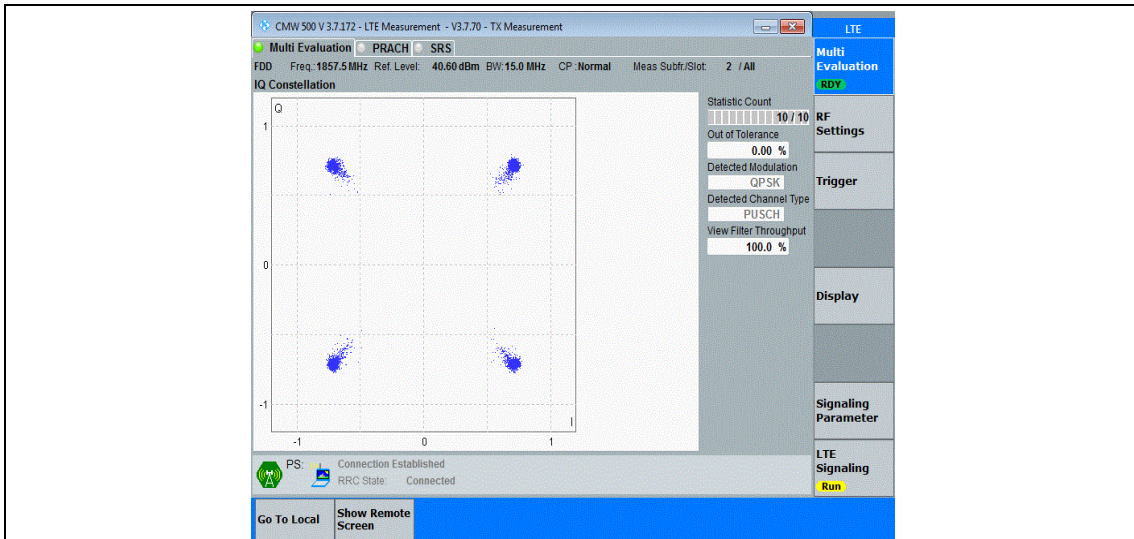 CMW 500 V 3.7.172 - LTE Measurement - V3.7.70 - TX Measurement
LTE
Multi Evaluation PRACH SRS
Multi
Evaluation
RDY
FDD Freq.:1857.5 MHz Ref. Level: 40.60 dBm BW:15.0 MHz CP :Normal Meas Subfr./Slot: 2 / All
IQ Constellation
Q
1
0
-1
-1 0 1
I
Statistic Count
10 / 10
Out of Tolerance
0.00 %
Detected Modulation
QPSK
Detected Channel Type
PUSCH
View Filter Throughput
100.0 %
RF
Settings
Trigger
Display
Signaling
Parameter
LTE
Signaling
Run
PS: Connection Established
RRC State: Connected
Go To Local
Show Remote
Screen